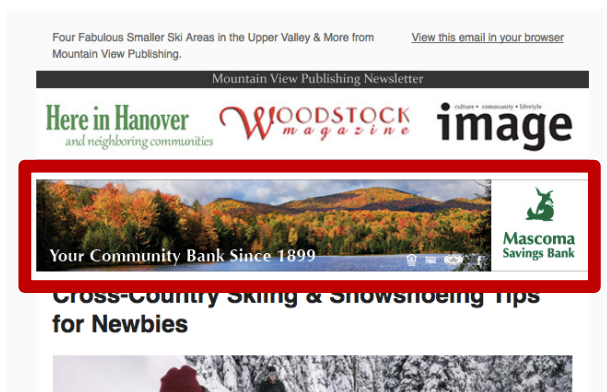 Four Fabulous Smaller Ski Areas in the Upper Valley & More from
Mountain View Publishing.
View this email in your browser
Mountain View Publishing Newsletter
Here in Hanover
and neighboring communities
WOODSTOCK
magazine
culture • community • lifestyle
image
Your Community Bank Since 1899
Mascoma
Savings Bank
Cross-Country Skiing & Snowshoeing Tips
for Newbies